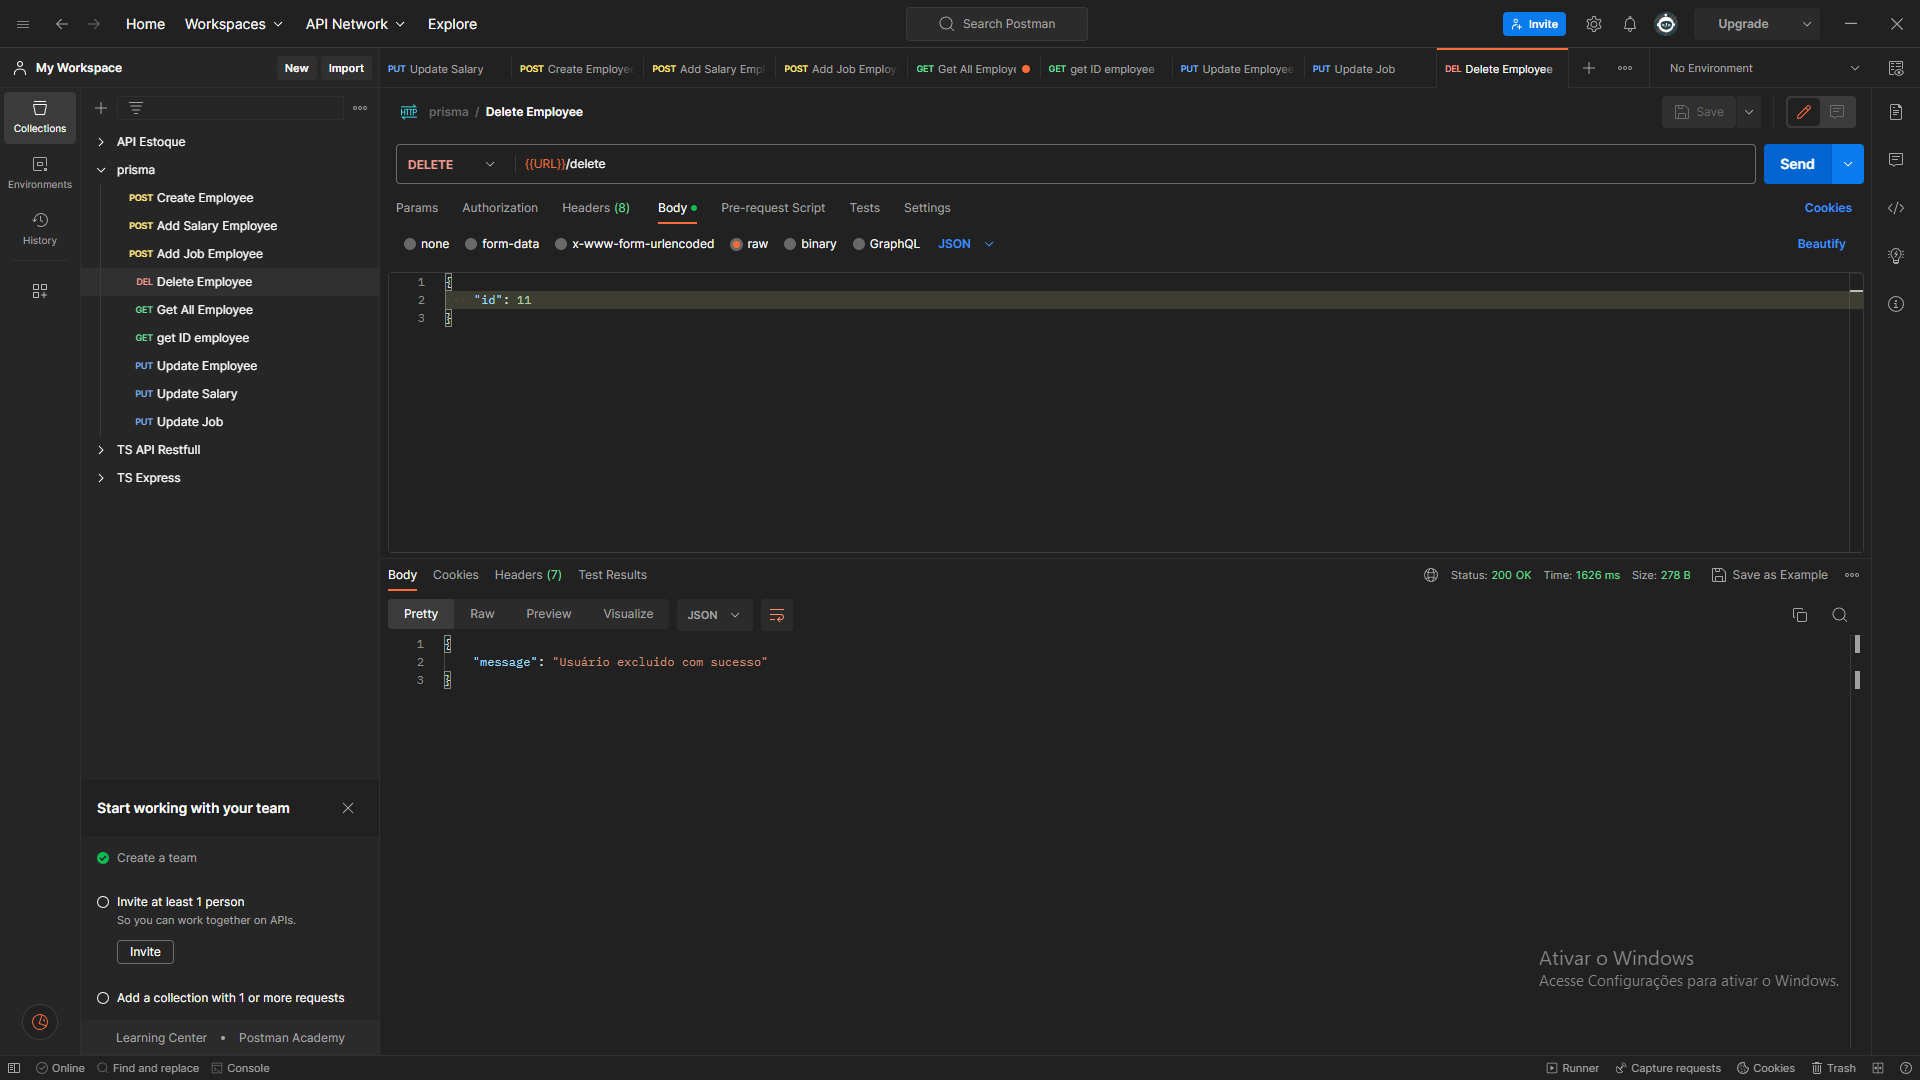 Home Workspaces API Network Explore Search Postman Invite Upgrade
My Workspace New Import PUT Update Salary POST Create Employee POST Add Salary Empl POST Add Job Employ GET Get All Employe GET get ID employee PUT Update Employee PUT Update Job DEL Delete Employee No Environment
Collections
Environments
History
API Estoque
prisma
POST Create Employee
POST Add Salary Employee
POST Add Job Employee
DEL Delete Employee
GET Get All Employee
GET get ID employee
PUT Update Employee
PUT Update Salary
PUT Update Job
TS API Restfull
TS Express
HTTP prisma / Delete Employee Save
DELETE {{URL}}/delete Send
Params Authorization Headers (8) Body Pre-request Script Tests Settings Cookies
none form-data x-www-form-urlencoded raw binary GraphQL JSON Beautify
1 {
2 "id": 11
3 }
Body Cookies Headers (7) Test Results Status: 200 OK Time: 1626 ms Size: 278 B Save as Example
Pretty Raw Preview Visualize JSON
1 {
2 "message": "Usuário excluido com sucesso"
3 }
Start working with your team
Create a team
Invite at least 1 person
So you can work together on APIs.
Invite
Add a collection with 1 or more requests
Learning Center • Postman Academy
Ativar o Windows
Acesse Configurações para ativar o Windows.
Online Find and replace Console Runner Capture requests Cookies Trash